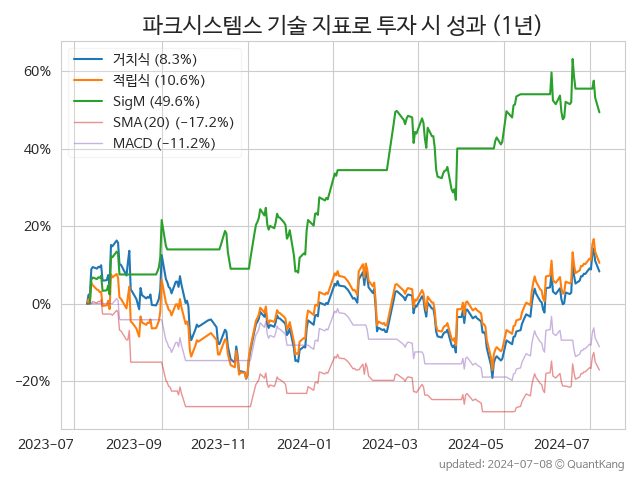 파크시스템스 기술 지표로 투자 시 성과 (1년)
거치식 (8.3%)
적립식 (10.6%)
SigM (49.6%)
SMA(20) (-17.2%)
MACD (-11.2%)
60%
40%
20%
0%
-20%
2023-07 2023-09 2023-11 2024-01 2024-03 2024-05 2024-07
updated: 2024-07-08 © QuantKang